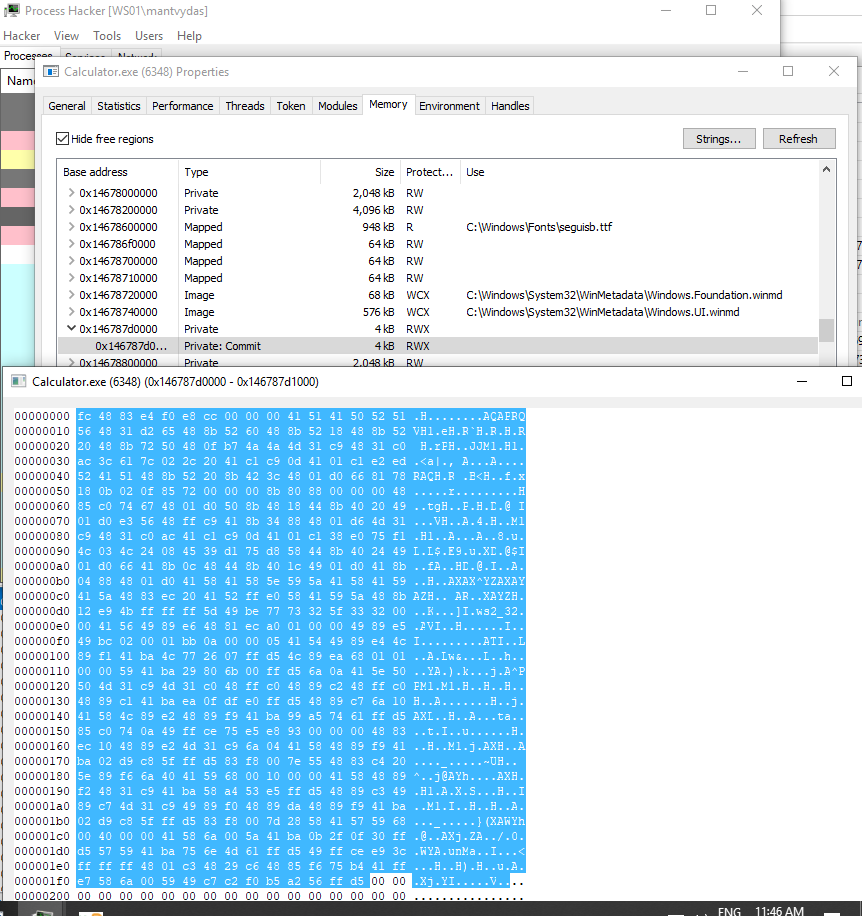 Process Hacker [WS01\mantvydas]
Hacker View Tools Users Help
Processes Services Network
Name
Calculator.exe (6348) Properties
General Statistics Performance Threads Token Modules Memory Environment Handles
Hide free regions Strings... Refresh
Base address Type Size Protect... Use
0x14678000000 Private 2,048 kB RW
0x14678200000 Private 4,096 kB RW
0x14678600000 Mapped 948 kB R C:\Windows\Fonts\seguisb.ttf
0x146786f0000 Mapped 64 kB RW
0x14678700000 Mapped 64 kB RW
0x14678710000 Mapped 64 kB RW
0x14678720000 Image 68 kB WCX C:\Windows\System32\WinMetadata\Windows.Foundation.winmd
0x14678740000 Image 576 kB WCX C:\Windows\System32\WinMetadata\Windows.UI.winmd
0x146787d0000 Private 4 kB RWX
0x146787d0... Private: Commit 4 kB RWX
0x14678800000 Private 2,048 kB RW
Calculator.exe (6348) (0x146787d0000 - 0x146787d1000)
00000000 fc 48 83 e4 f0 e8 cc 00 00 00 41 51 41 50 52 51 .H........AQAPRQ
00000010 56 48 31 d2 65 48 8b 52 60 48 8b 52 18 48 8b 52 VH1.eH.R`H.R.H.R
00000020 20 48 8b 72 50 48 0f b7 4a 4a 4d 31 c9 48 31 c0 H.rPH..JJM1.H1.
00000030 ac 3c 61 7c 02 2c 20 41 c1 c9 0d 41 01 c1 e2 ed .<a|., A...A....
00000040 52 41 51 48 8b 52 20 8b 42 3c 48 01 d0 66 81 78 RAQH.R .B<H..f.x
00000050 18 0b 02 0f 85 72 00 00 00 8b 80 88 00 00 00 48 .....r.........H
00000060 85 c0 74 67 48 01 d0 50 8b 48 18 44 8b 40 20 49 ..tgH..P.H.D.@ I
00000070 01 d0 e3 56 48 ff c9 41 8b 34 88 48 01 d6 4d 31 ...VH..A.4.H..M1
00000080 c9 48 31 c0 ac 41 c1 c9 0d 41 01 c1 38 e0 75 f1 .H1..A...A..8.u.
00000090 4c 03 4c 24 08 45 39 d1 75 d8 58 44 8b 40 24 49 L.L$.E9.u.XD.@$I
000000a0 01 d0 66 41 8b 0c 48 44 8b 40 1c 49 01 d0 41 8b ..fA..HD.@.I..A.
000000b0 04 88 48 01 d0 41 58 41 58 5e 59 5a 41 58 41 59 ..H..AXAX^YZAXAY
000000c0 41 5a 48 83 ec 20 41 52 ff e0 58 41 59 5a 48 8b AZH.. AR..XAYZH.
000000d0 12 e9 4b ff ff ff 5d 49 be 77 73 32 5f 33 32 00 ..K...]I.ws2_32.
000000e0 00 41 56 49 89 e6 48 81 ec a0 01 00 00 49 89 e5 .AVI..H......I..
000000f0 49 bc 02 00 01 bb 0a 00 00 05 41 54 49 89 e4 4c I.........ATI..L
00000100 89 f1 41 ba 4c 77 26 07 ff d5 4c 89 ea 68 01 01 ..A.Lw&...L..h..
00000110 00 00 59 41 ba 29 80 6b 00 ff d5 6a 0a 41 5e 50 ..YA.).k...j.A^P
00000120 50 4d 31 c9 4d 31 c0 48 ff c0 48 89 c2 48 ff c0 PM1.M1.H..H..H..
00000130 48 89 c1 41 ba ea 0f df e0 ff d5 48 89 c7 6a 10 H..A.......H..j.
00000140 41 58 4c 89 e2 48 89 f9 41 ba 99 a5 74 61 ff d5 AXL..H..A...ta..
00000150 85 c0 74 0a 49 ff ce 75 e5 e8 93 00 00 00 48 83 ..t.I..u......H.
00000160 ec 10 48 89 e2 4d 31 c9 6a 04 41 58 48 89 f9 41 ..H..M1.j.AXH..A
00000170 ba 02 d9 c8 5f ff d5 83 f8 00 7e 55 48 83 c4 20 ...._.....~UH..
00000180 5e 89 f6 6a 40 41 59 68 00 10 00 00 41 58 48 89 ^..j@AYh....AXH.
00000190 f2 48 31 c9 41 ba 58 a4 53 e5 ff d5 48 89 c3 49 .H1.A.X.S...H..I
000001a0 89 c7 4d 31 c9 49 89 f0 48 89 da 48 89 f9 41 ba ..M1.I..H..H..A.
000001b0 02 d9 c8 5f ff d5 83 f8 00 7d 28 58 41 57 59 68 ..._.....}(XAWYh
000001c0 00 40 00 00 41 58 6a 00 5a 41 ba 0b 2f 0f 30 ff .@..AXj.ZA../.0.
000001d0 d5 57 59 41 ba 75 6e 4d 61 ff d5 49 ff ce e9 3c .WYA.unMa..I...<
000001e0 ff ff ff 48 01 c3 48 29 c6 48 85 f6 75 b4 41 ff ...H..H).H..u.A.
000001f0 e7 58 6a 00 59 49 c7 c2 f0 b5 a2 56 ff d5 00 00 .Xj.YI.....V....
00000200 00 00 00 00 00 00 00 00 00 00 00 00 00 00 00 00 ................
ENG 11:46 AM